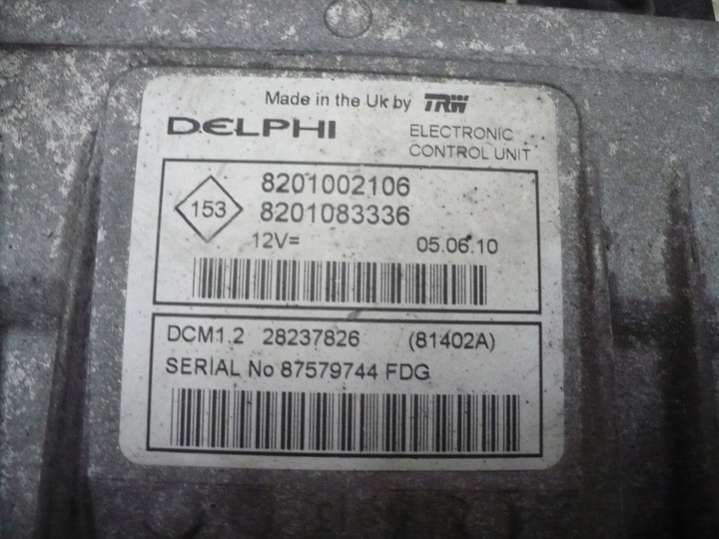 Made in the Uk by TRW
DELPHI
ELECTRONIC
CONTROL UNIT
153
8201002106
8201083336
12V= 05.06.10
DCM1.2 28237826 (81402A)
SERIAL No 87579744 FDG